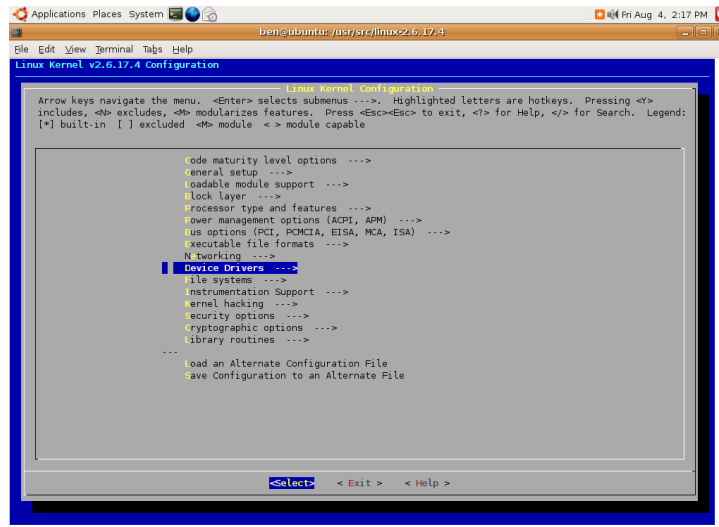 Applications Places System Fri Aug 4, 2:17 PM
ben@ubuntu: /usr/src/linux-2.6.17.4
File Edit View Terminal Tabs Help
Linux Kernel v2.6.17.4 Configuration
Linux Kernel Configuration
Arrow keys navigate the menu. <Enter> selects submenus --->. Highlighted letters are hotkeys. Pressing <Y>
includes, <N> excludes, <M> modularizes features. Press <Esc><Esc> to exit, <?> for Help, </> for Search. Legend:
[*] built-in [ ] excluded <M> module < > module capable
Code maturity level options --->
General setup --->
Loadable module support --->
Block layer --->
Processor type and features --->
Power management options (ACPI, APM) --->
Bus options (PCI, PCMCIA, EISA, MCA, ISA) --->
Executable file formats --->
Networking --->
Device Drivers --->
File systems --->
Instrumentation Support --->
Kernel hacking --->
Security options --->
Cryptographic options --->
Library routines --->
---
Load an Alternate Configuration File
Save Configuration to an Alternate File
<Select> < Exit > < Help >